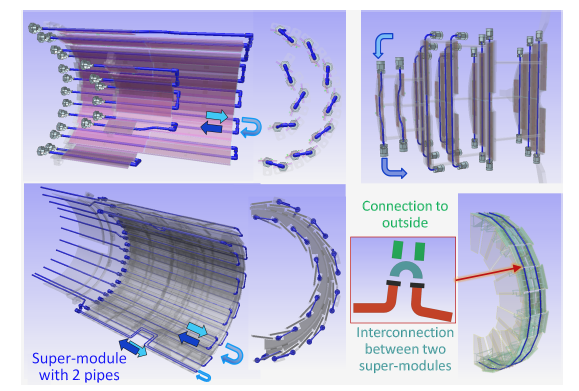 Connection to
outside
Interconnection
between two
super-modules
Super-module
with 2 pipes